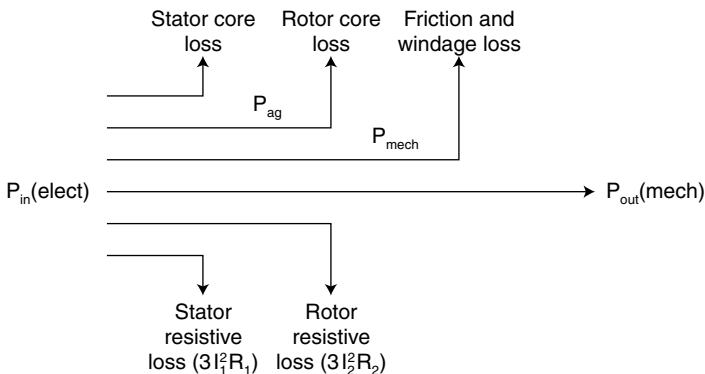 Stator core
loss
Rotor core
loss
Friction and
windage loss
P_ag
P_mech
P_in(elect)
P_out(mech)
Stator
resistive
loss (3I₁²R₁)
Rotor
resistive
loss (3I₂²R₂)